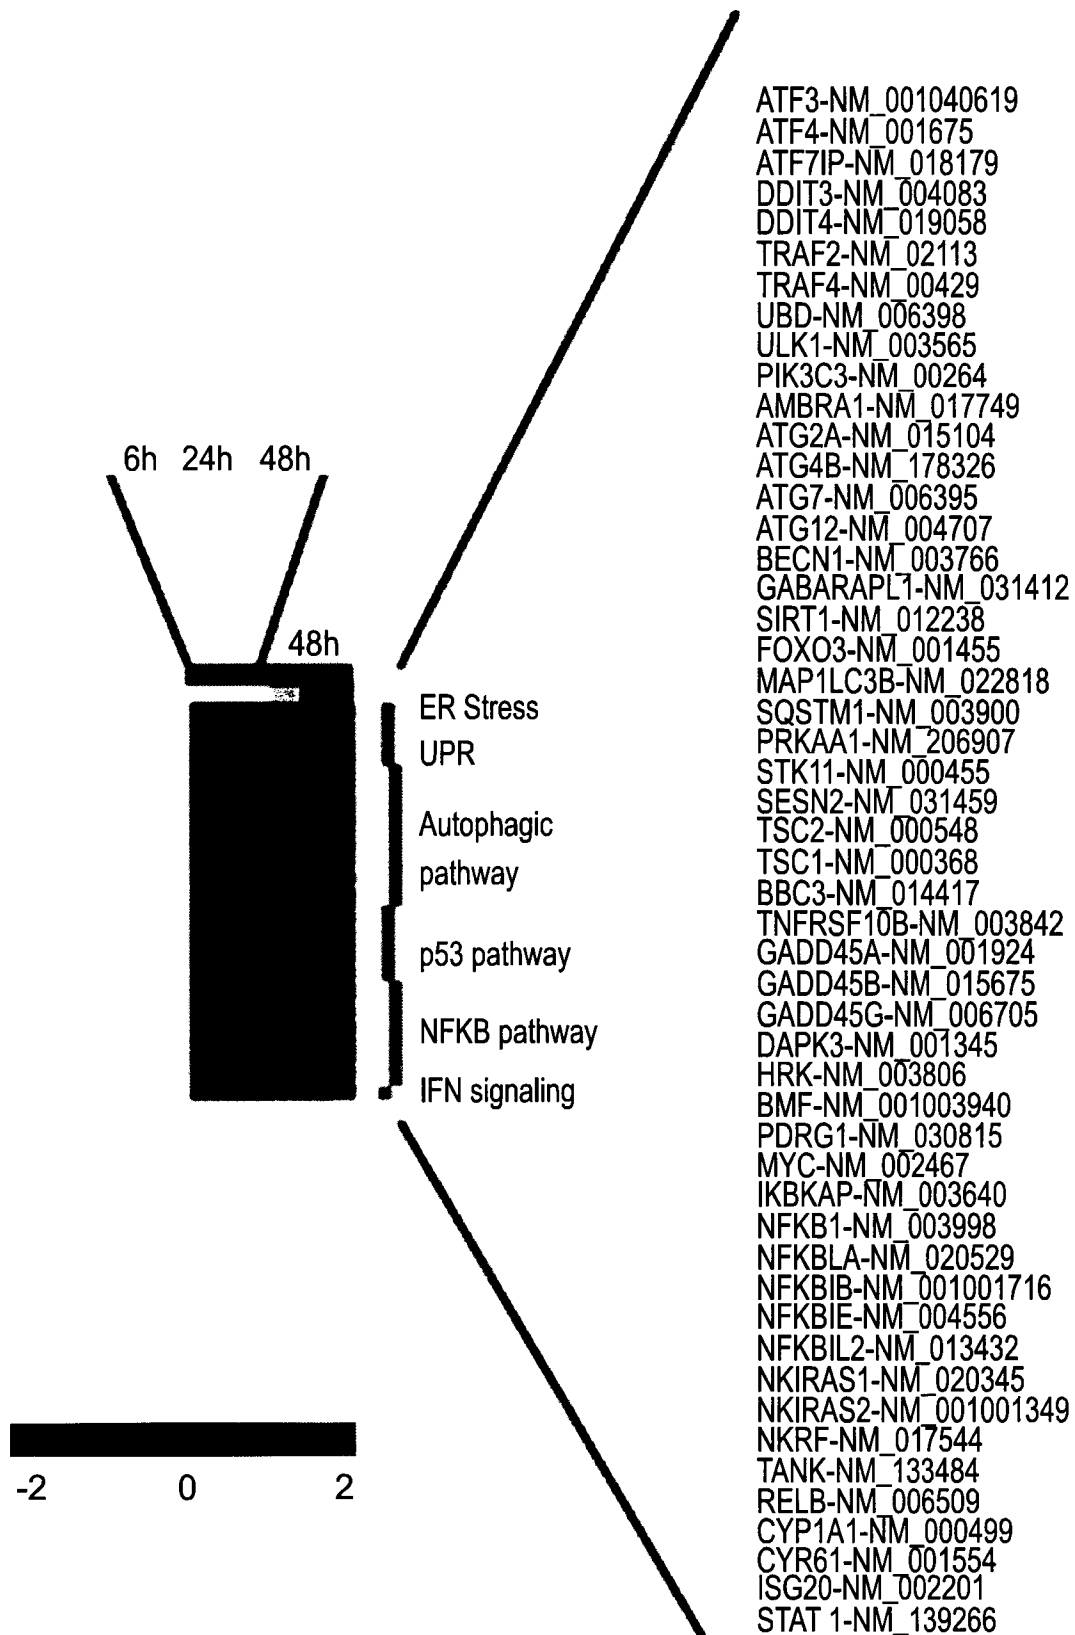 6h 24h 48h
48h
ER Stress
UPR
Autophagic
pathway
p53 pathway
NFKB pathway
IFN signaling
-2 0 2
ATF3-NM_001040619
ATF4-NM_001675
ATF7IP-NM_018179
DDIT3-NM_004083
DDIT4-NM_019058
TRAF2-NM_02113
TRAF4-NM_00429
UBD-NM_006398
ULK1-NM_003565
PIK3C3-NM_00264
AMBRA1-NM_017749
ATG2A-NM_015104
ATG4B-NM_178326
ATG7-NM_006395
ATG12-NM_004707
BECN1-NM_003766
GABARAPL1-NM_031412
SIRT1-NM_012238
FOXO3-NM_001455
MAP1LC3B-NM_022818
SQSTM1-NM_003900
PRKAA1-NM_206907
STK11-NM_000455
SESN2-NM_031459
TSC2-NM_000548
TSC1-NM_000368
BBC3-NM_014417
TNFRSF10B-NM_003842
GADD45A-NM_001924
GADD45B-NM_015675
GADD45G-NM_006705
DAPK3-NM_001345
HRK-NM_003806
BMF-NM_001003940
PDRG1-NM_030815
MYC-NM_002467
IKBKAP-NM_003640
NFKB1-NM_003998
NFKBLA-NM_020529
NFKBIB-NM_001001716
NFKBIE-NM_004556
NFKBIL2-NM_013432
NKIRAS1-NM_020345
NKIRAS2-NM_001001349
NKRF-NM_017544
TANK-NM_133484
RELB-NM_006509
CYP1A1-NM_000499
CYR61-NM_001554
ISG20-NM_002201
STAT 1-NM_139266